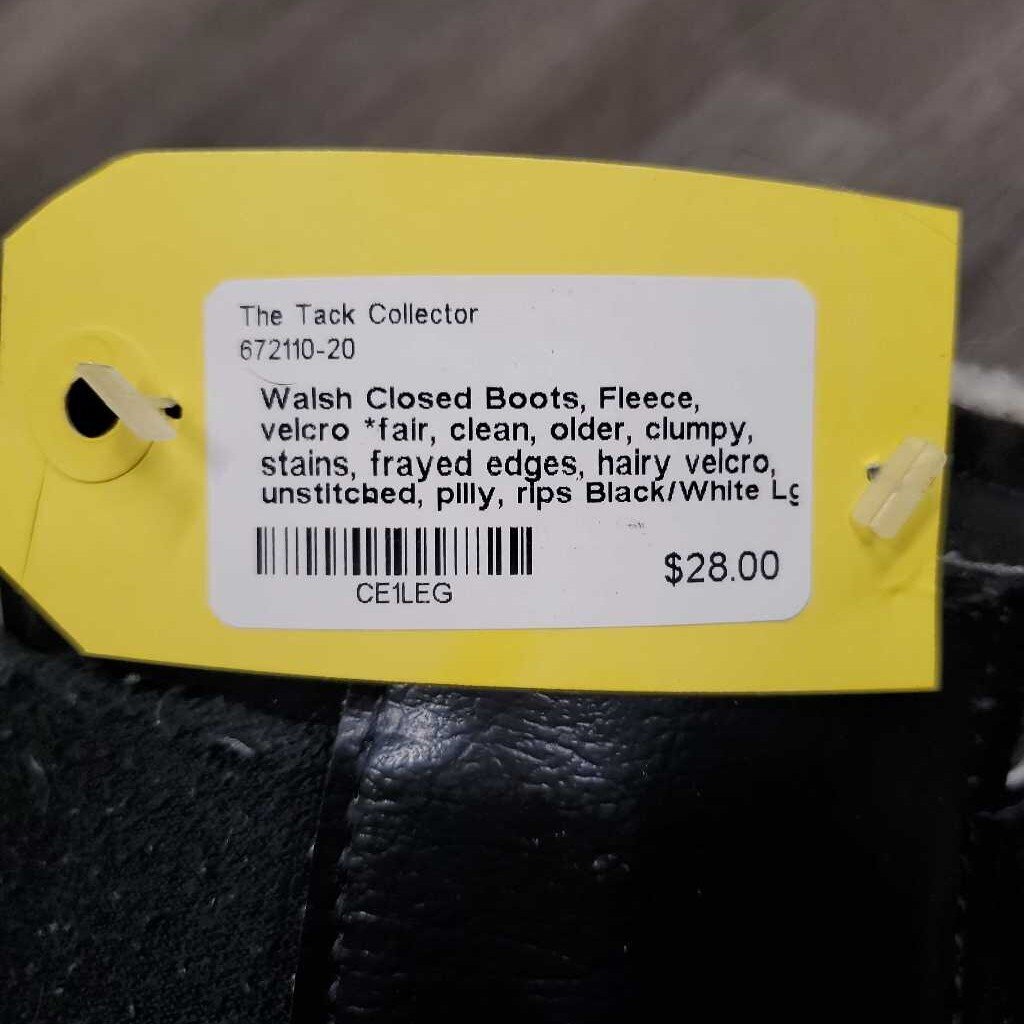 The Tack Collector
672110-20
Walsh Closed Boots, Fleece,
velcro *fair, clean, older, clumpy,
stains, frayed edges, hairy velcro,
unstitched, pilly, rips Black/White Lg
CE1LEG
$28.00